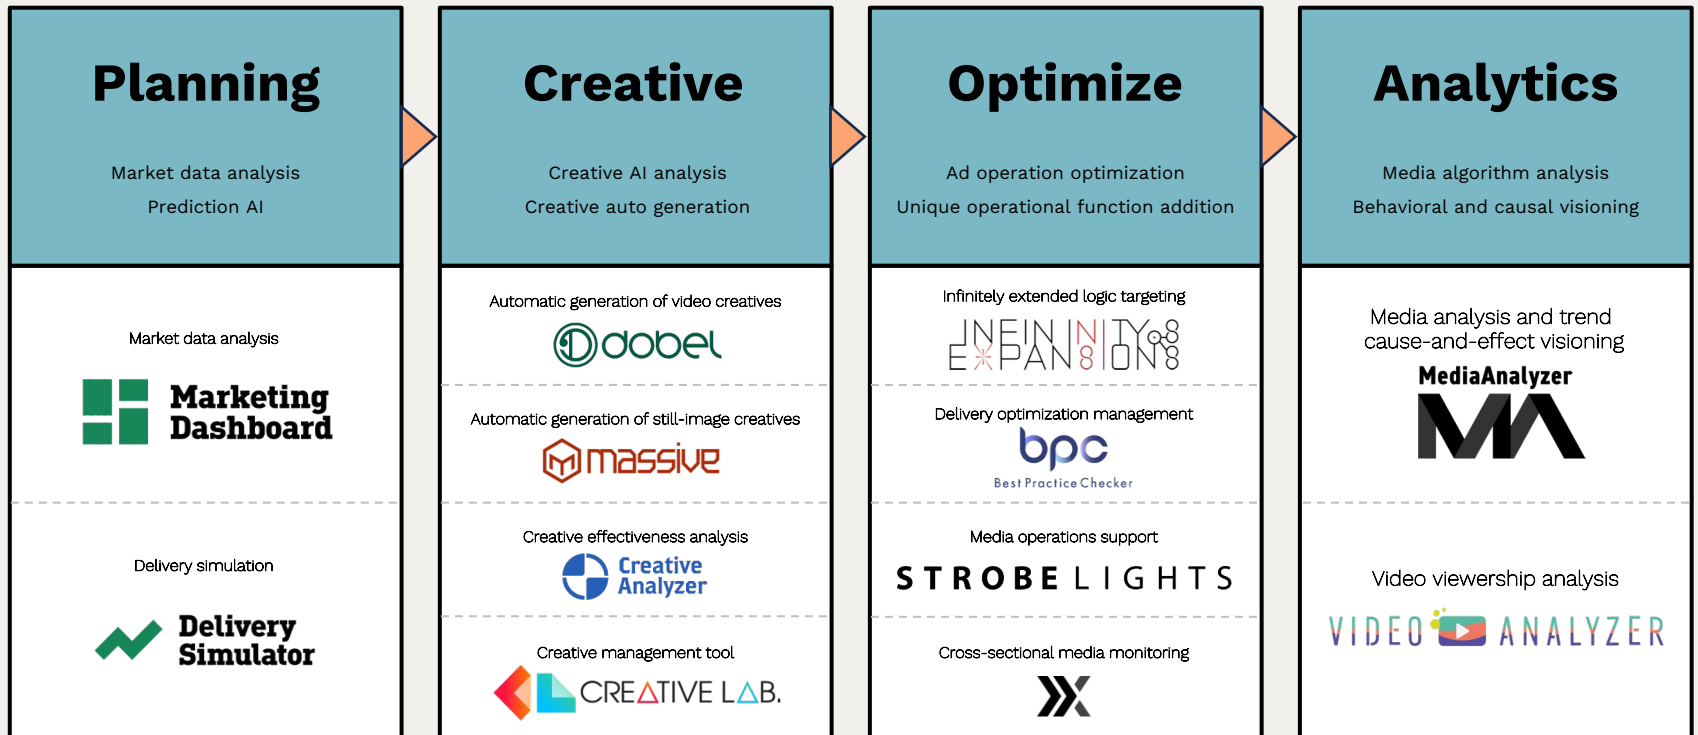 Planning
Market data analysis
Prediction AI
Market data analysis
Marketing
Dashboard
Delivery simulation
Delivery
Simulator
Creative
Creative AI analysis
Creative auto generation
Automatic generation of video creatives
dobel
Automatic generation of still-image creatives
massive
Creative effectiveness analysis
Creative
Analyzer
Creative management tool
CREATIVE LAB.
Optimize
Ad operation optimization
Unique operational function addition
Infinitely extended logic targeting
INFININITY
EXPANSION
Delivery optimization management
bpc
Best Practice Checker
Media operations support
STROBELIGHTS
Cross-sectional media monitoring
Analytics
Media algorithm analysis
Behavioral and causal visioning
Media analysis and trend
cause-and-effect visioning
MediaAnalyzer
MA
Video viewership analysis
VIDEO ANALYZER